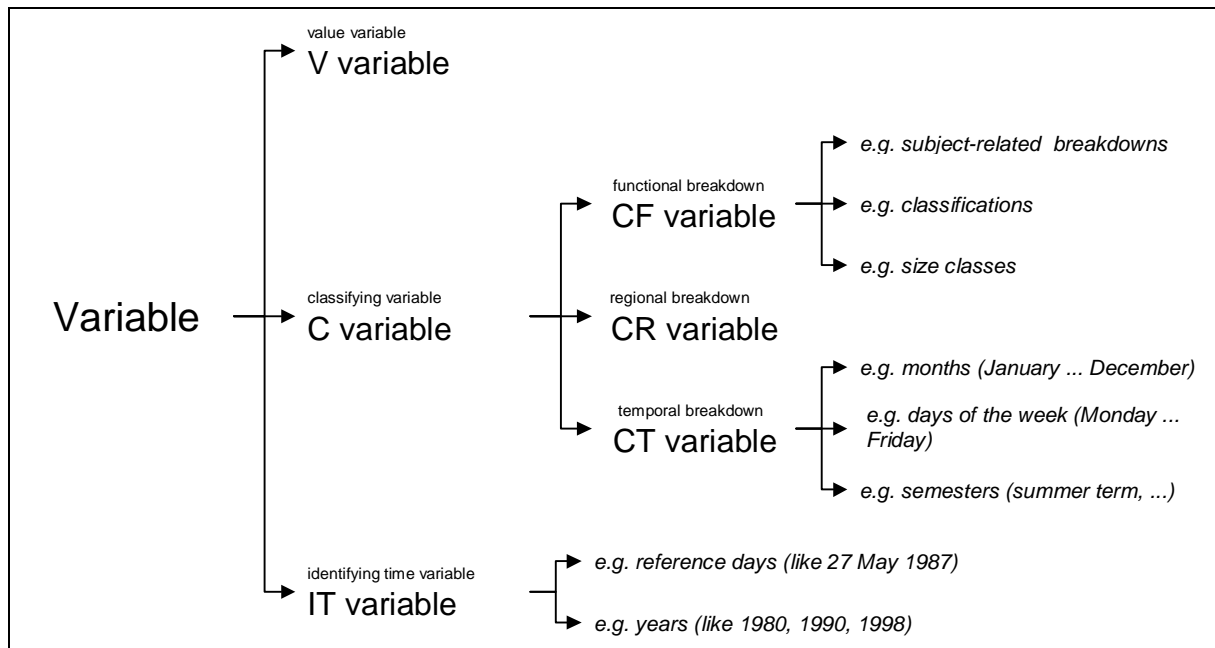 value variable
V variable
e.g. subject-related breakdowns
functional breakdown
CF variable
e.g. classifications
e.g. size classes
Variable
classifying variable
C variable
regional breakdown
CR variable
e.g. months (January ... December)
temporal breakdown
CT variable
e.g. days of the week (Monday ...
Friday)
e.g. semesters (summer term, ...)
identifying time variable
IT variable
e.g. reference days (like 27 May 1987)
e.g. years (like 1980, 1990, 1998)